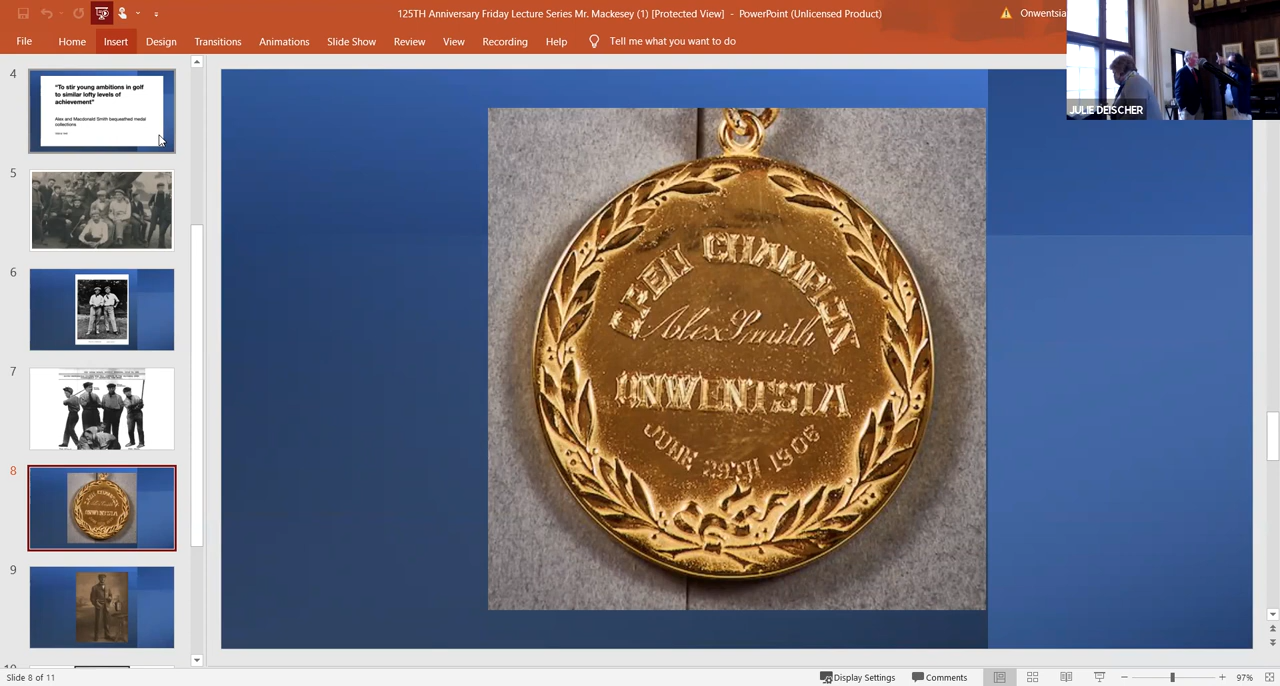 125TH Anniversary Friday Lecture Series Mr. Mackesey (1) [Protected View] - PowerPoint (Unlicensed Product)
Onwentsia
File Home Insert Design Transitions Animations Slide Show Review View Recording Help Tell me what you want to do
JULIE DEISCHER
4
"To stir young ambitions in golf
to similar lofty levels of
achievement"
Alex and Macdonald Smith bequeathed medal
collections
5
6
7
8
9
OPEN CHAMPION
Alex Smith
ONWENTSIA
JUNE 29TH 1906
Slide 8 of 11
Display Settings
Comments
97%